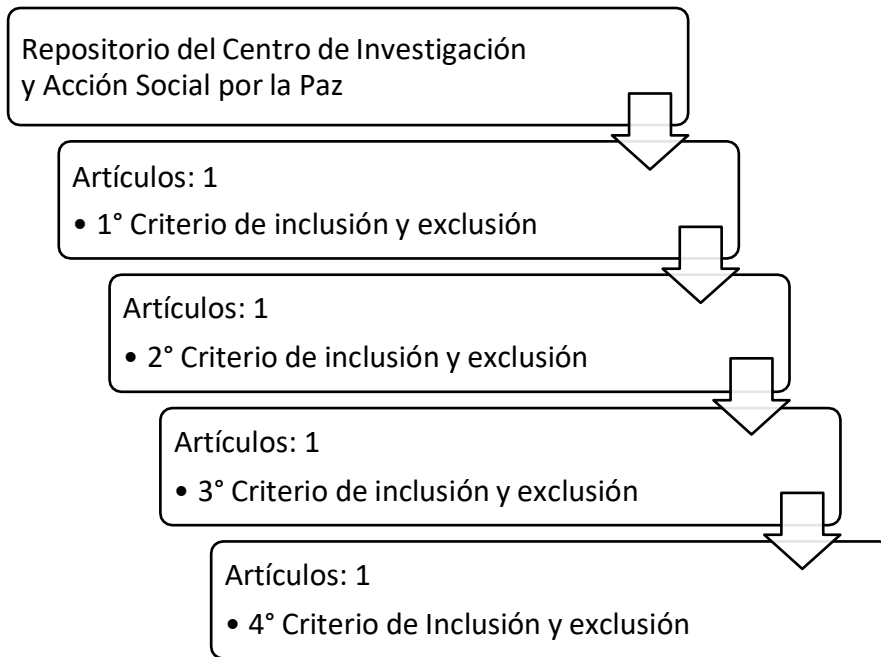 Repositorio del Centro de Investigación
y Acción Social por la Paz
Artículos: 1
• 1° Criterio de inclusión y exclusión
Artículos: 1
• 2° Criterio de inclusión y exclusión
Artículos: 1
• 3° Criterio de inclusión y exclusión
Artículos: 1
• 4° Criterio de Inclusión y exclusión